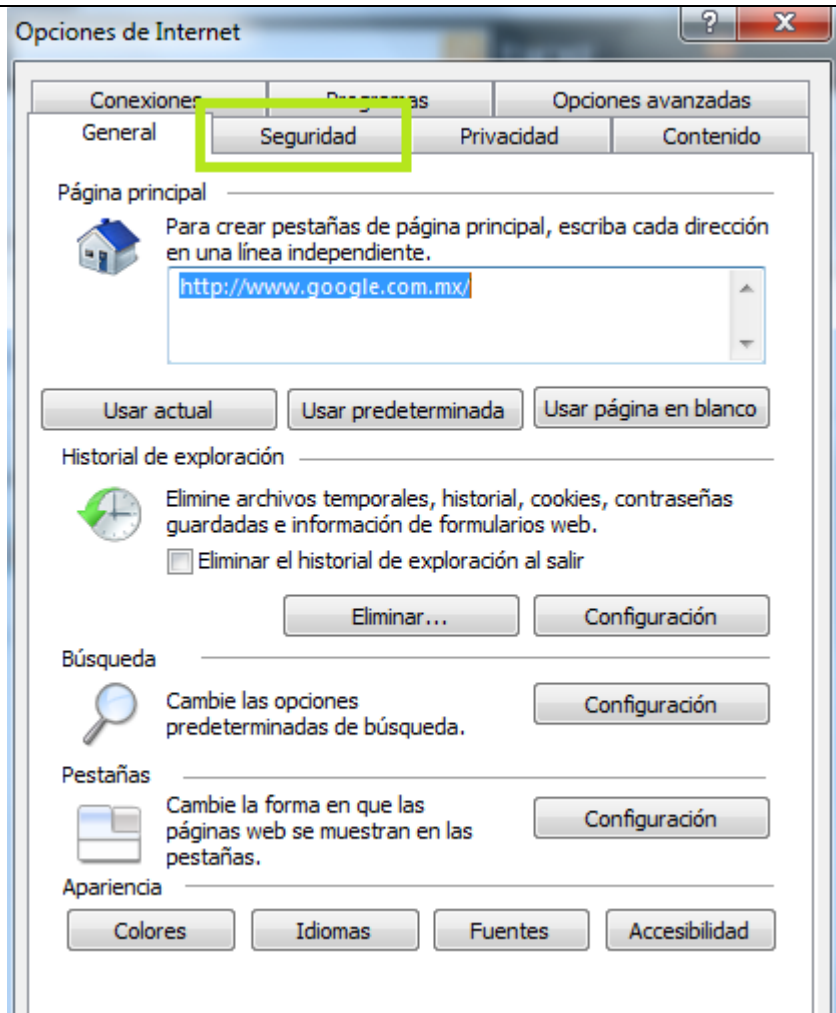 Opciones de Internet
?
Conexiones Programas Opciones avanzadas
General Seguridad Privacidad Contenido
Página principal
Para crear pestañas de página principal, escriba cada dirección
en una línea independiente.
http://www.google.com.mx/
Usar actual Usar predeterminada Usar página en blanco
Historial de exploración
Elimine archivos temporales, historial, cookies, contraseñas
guardadas e información de formularios web.
Eliminar el historial de exploración al salir
Eliminar... Configuración
Búsqueda
Cambie las opciones
predeterminadas de búsqueda.
Configuración
Pestañas
Cambie la forma en que las
páginas web se muestran en las
pestañas.
Configuración
Apariencia
Colores Idiomas Fuentes Accesibilidad